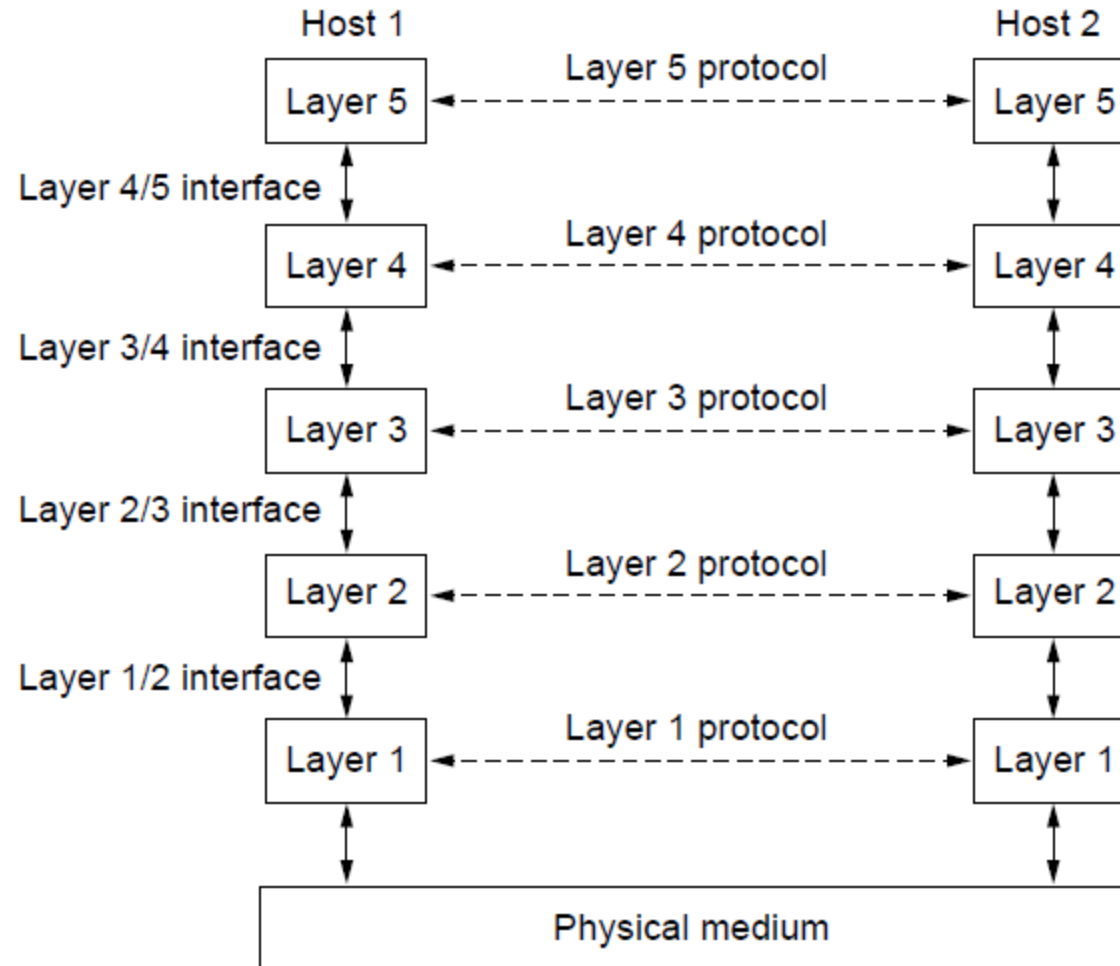 Host 1
Host 2
Layer 5 protocol
Layer 5
Layer 5
Layer 4/5 interface
Layer 4 protocol
Layer 4
Layer 4
Layer 3/4 interface
Layer 3 protocol
Layer 3
Layer 3
Layer 2/3 interface
Layer 2 protocol
Layer 2
Layer 2
Layer 1/2 interface
Layer 1 protocol
Layer 1
Layer 1
Physical medium